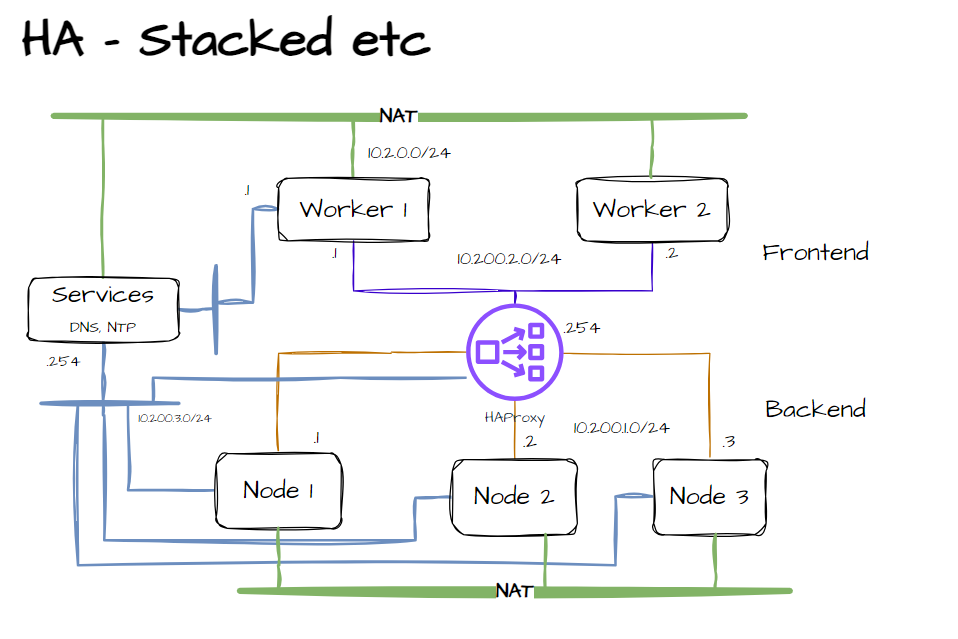 HA - Stacked etc
NAT
10.2.0.0/24
.1
Worker 1
Worker 2
.1
10.200.2.0/24
.2
Frontend
Services
DNS, NTP
.254
.254
HAProxy
Backend
10.200.3.0/24
10.200.1.0/24
.1
.2
.3
Node 1
Node 2
Node 3
NAT